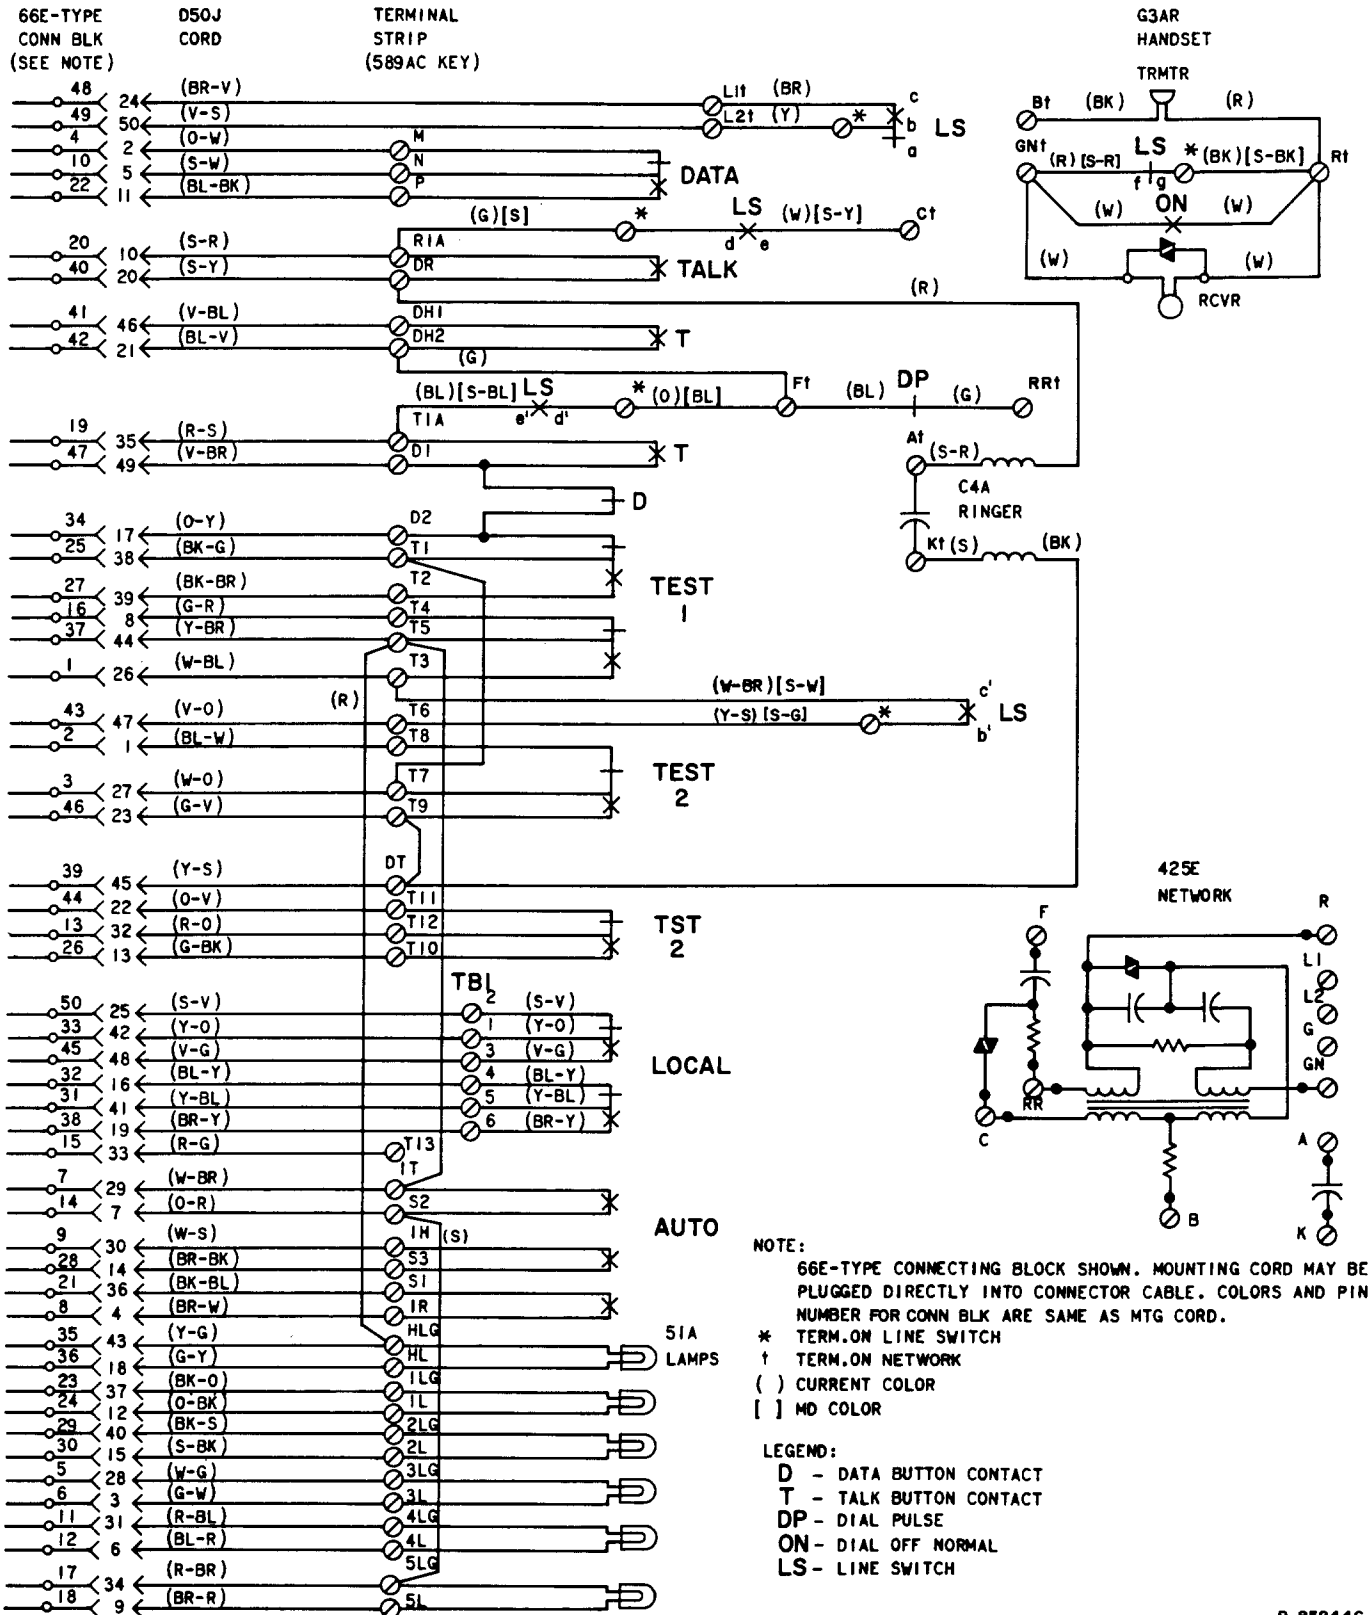 66E-TYPE D50J TERMINAL G3AR
CONN BLK CORD STRIP HANDSET
(SEE NOTE) (589AC KEY) TRMTR
48 24 (BR-V) L1† (BR) c
49 50 (V-S) L2† (Y) * b LS
a
B† (BK) (R)
4 2 (O-W) M
10 5 (S-W) N DATA
22 11 (BL-BK) P
GN† (R)[S-R] LS * (BK)[S-BK] R†
f g
ON
(W) (W)
(W) (W)
RCVR
(G)[S] * LS (W)[S-Y] C†
d e
20 10 (S-R) R1A
40 20 (S-Y) DR TALK
(R)
41 46 (V-BL) DH1
42 21 (BL-V) DH2 T
(G)
(BL)[S-BL] LS * (O)[BL] F† (BL) DP (G) RR†
e' d'
T1A
19 35 (R-S)
47 49 (V-BR) D1 T
A† (S-R)
C4A
RINGER
D
34 17 (O-Y) D2
25 38 (BK-G) T1
K† (S) (BK)
27 39 (BK-BR) T2 TEST
16 8 (G-R) T4 1
37 44 (Y-BR) T5
1 26 (W-BL) T3
(R) (W-BR)[S-W] c'
43 47 (V-O) T6 (Y-S)[S-G] * LS
b'
2 1 (BL-W) T8
3 27 (W-O) T7 TEST
46 23 (G-V) T9 2
39 45 (Y-S) DT
44 22 (O-V) T11
13 32 (R-O) T12 TST
26 13 (G-BK) T10 2
425E
NETWORK
F R
L1
L2
G
GN
RR
C
A
B
K
TB1
50 25 (S-V) 2 (S-V)
33 42 (Y-O) 1 (Y-O)
45 48 (V-G) 3 (V-G)
LOCAL
32 16 (BL-Y) 4 (BL-Y)
31 41 (Y-BL) 5 (Y-BL)
38 19 (BR-Y) 6 (BR-Y)
15 33 (R-G) T13
7 29 (W-BR) 1T
14 7 (O-R) S2
AUTO
9 30 (W-S) 1H (S)
28 14 (BR-BK) S3
21 36 (BK-BL) S1
8 4 (BR-W) 1R
35 43 (Y-G) HLG 51A
36 18 (G-Y) HL LAMPS
23 37 (BK-O) 1LG
24 12 (O-BK) 1L
29 40 (BK-S) 2LG
30 15 (S-BK) 2L
5 28 (W-G) 3LG
6 3 (G-W) 3L
11 31 (R-BL) 4LG
12 6 (BL-R) 4L
17 34 (R-BR) 5LG
18 9 (BR-R) 5L
NOTE:
66E-TYPE CONNECTING BLOCK SHOWN. MOUNTING CORD MAY BE
PLUGGED DIRECTLY INTO CONNECTOR CABLE. COLORS AND PIN
NUMBER FOR CONN BLK ARE SAME AS MTG CORD.
* TERM.ON LINE SWITCH
† TERM.ON NETWORK
( ) CURRENT COLOR
[ ] MD COLOR
LEGEND:
D - DATA BUTTON CONTACT
T - TALK BUTTON CONTACT
DP - DIAL PULSE
ON - DIAL OFF NORMAL
LS - LINE SWITCH